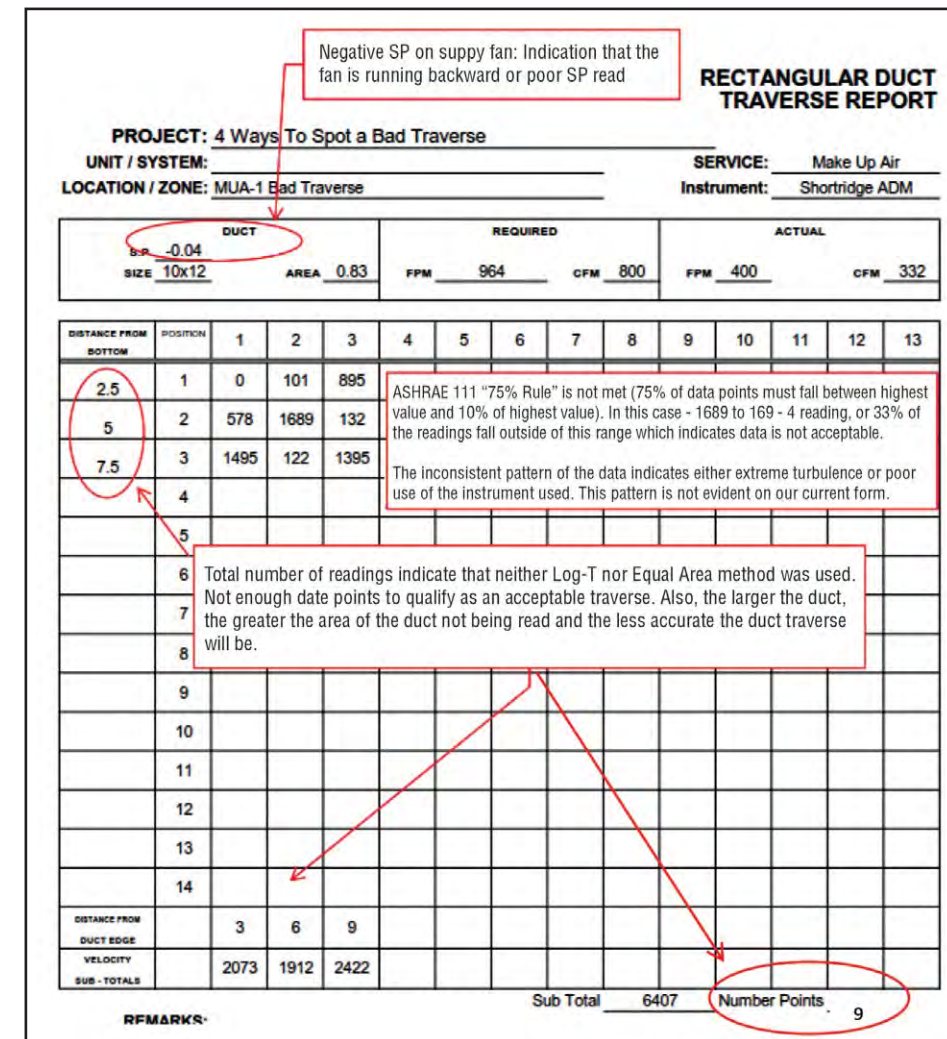 Negative SP on suppy fan: Indication that the
fan is running backward or poor SP read
RECTANGULAR DUCT
TRAVERSE REPORT
PROJECT: 4 Ways To Spot a Bad Traverse
UNIT / SYSTEM: SERVICE: Make Up Air
LOCATION / ZONE: MUA-1 Bad Traverse Instrument: Shortridge ADM
DUCT REQUIRED ACTUAL
S.P. -0.04
SIZE 10x12 AREA 0.83 FPM 964 CFM 800 FPM 400 CFM 332
DISTANCE FROM BOTTOM POSITION 1 2 3 4 5 6 7 8 9 10 11 12 13
2.5 1 0 101 895
5 2 578 1689 132
7.5 3 1495 122 1395
ASHRAE 111 “75% Rule” is not met (75% of data points must fall between highest
value and 10% of highest value). In this case - 1689 to 169 - 4 reading, or 33% of
the readings fall outside of this range which indicates data is not acceptable.
The inconsistent pattern of the data indicates either extreme turbulence or poor
use of the instrument used. This pattern is not evident on our current form.
4
5
6
7
8
Total number of readings indicate that neither Log-T nor Equal Area method was used.
Not enough date points to qualify as an acceptable traverse. Also, the larger the duct,
the greater the area of the duct not being read and the less accurate the duct traverse
will be.
9
10
11
12
13
14
DISTANCE FROM DUCT EDGE 3 6 9
VELOCITY SUB - TOTALS 2073 1912 2422
Sub Total 6407 Number Points 9
REMARKS: